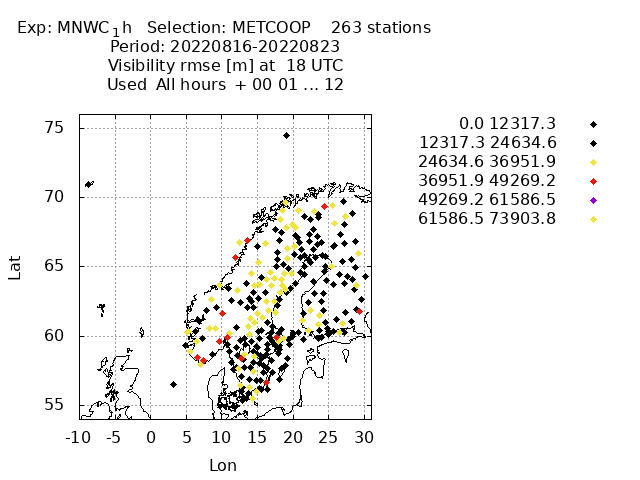 Exp: MNWC_1h   Selection: METCOOP    263 stations
Period: 20220816-20220823
Visibility rmse [m] at  18 UTC
Used  All hours  + 00 01 ... 12
0.0 12317.3
12317.3 24634.6
24634.6 36951.9
36951.9 49269.2
49269.2 61586.5
61586.5 73903.8
75
70
65
60
55
Lat
-10 -5 0 5 10 15 20 25 30
Lon